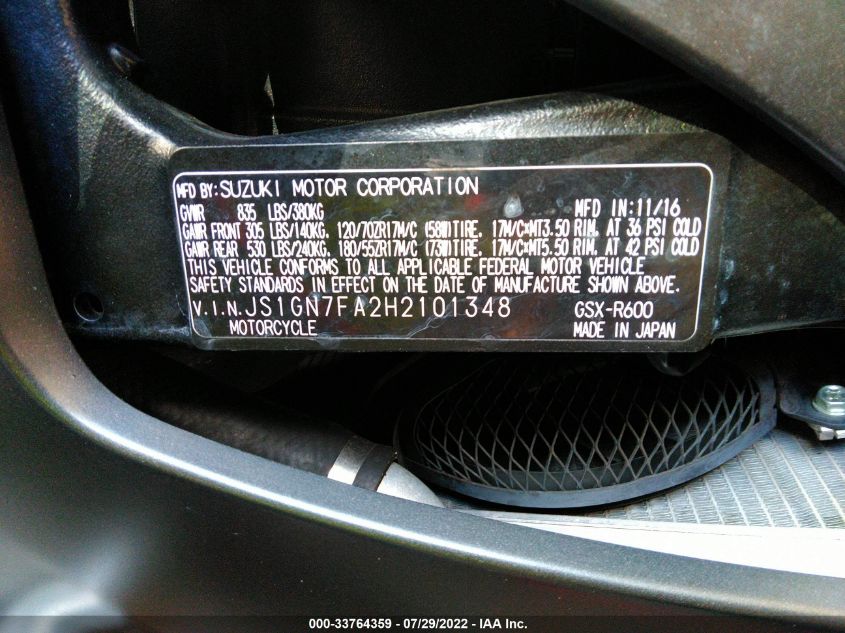 MFD BY: SUZUKI MOTOR CORPORATION
GVWR 835 LBS/380KG MFD IN: 11/16
GAWR FRONT 305 LBS/140KG. 120/70ZR17M/C (58W)TIRE. 17M/C×MT3.50 RIM. AT 36 PSI COLD
GAWR REAR 530 LBS/240KG. 180/55ZR17M/C (73W)TIRE. 17M/C×MT5.50 RIM. AT 42 PSI COLD
THIS VEHICLE CONFORMS TO ALL APPLICABLE FEDERAL MOTOR VEHICLE
SAFETY STANDARDS IN EFFECT ON THE DATE OF MANUFACTURE SHOWN ABOVE.
V.I.N. JS1GN7FA2H2101348 GSX-R600
MOTORCYCLE MADE IN JAPAN
000-33764359 - 07/29/2022 - IAA Inc.